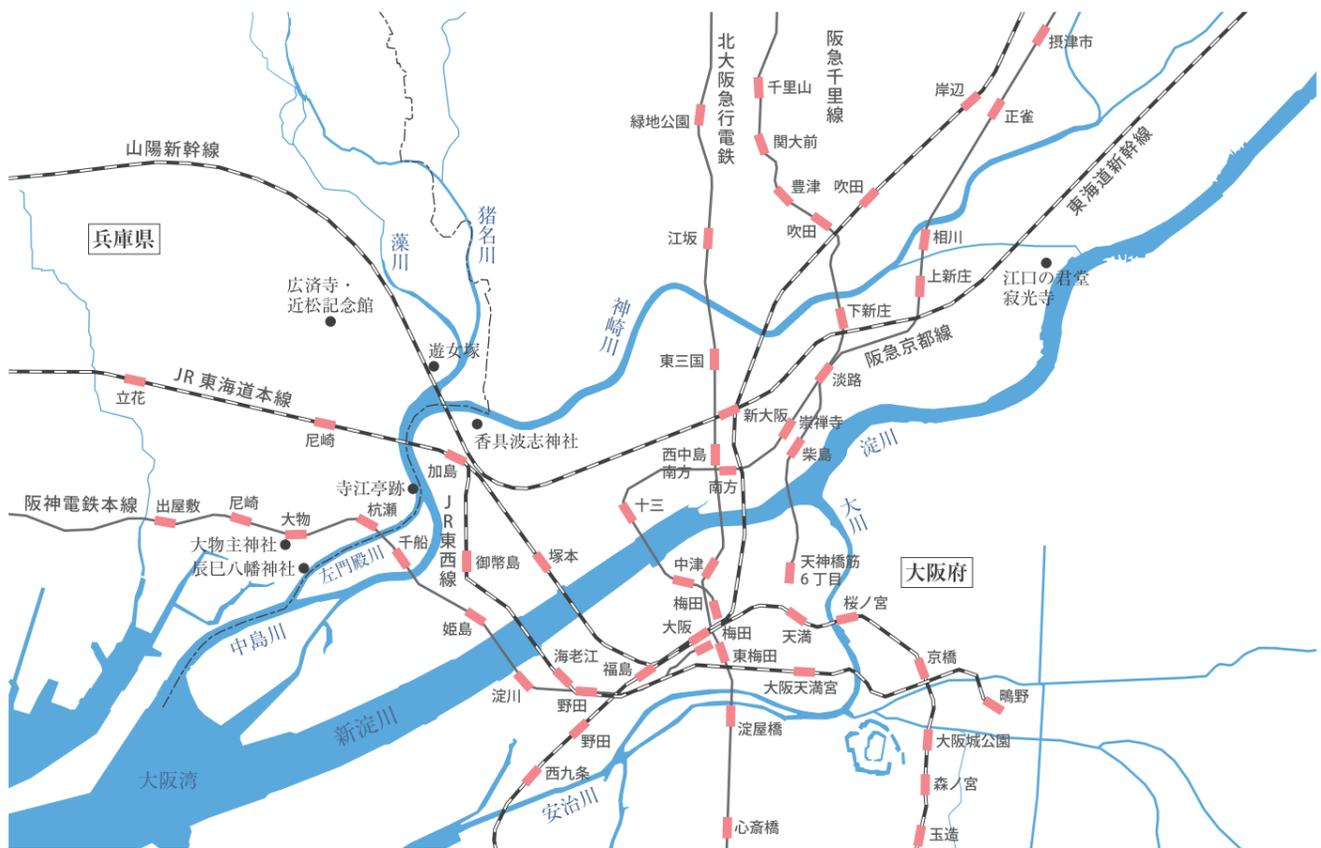 北大阪急行電鉄
阪急千里線
摂津市
千里山
岸辺
正雀
緑地公園
関大前
山陽新幹線
東海道新幹線
豊津
吹田
吹田
猪名川
藻川
兵庫県
江坂
相川
上新庄
江口の君堂
寂光寺
広済寺・
近松記念館
神崎川
下新庄
阪急京都線
遊女塚
東三国
淡路
JR 東海道本線
立花
尼崎
新大阪
崇禅寺
香具波志神社
淀川
加島
西中島
南方
柴島
南方
寺江亭跡
阪神電鉄本線
出屋敷
尼崎
大物
杭瀬
JR東西線
十三
大川
大物主神社
辰巳八幡神社
左門殿川
千船
御幣島
塚本
中津
天神橋筋
6丁目
大阪府
梅田
桜ノ宮
姫島
大阪
梅田
天満
中島川
海老江
福島
東梅田
京橋
大阪天満宮
淀川
野田
鴫野
新淀川
野田
淀屋橋
大阪城公園
大阪湾
西九条
森ノ宮
安治川
心斎橋
玉造